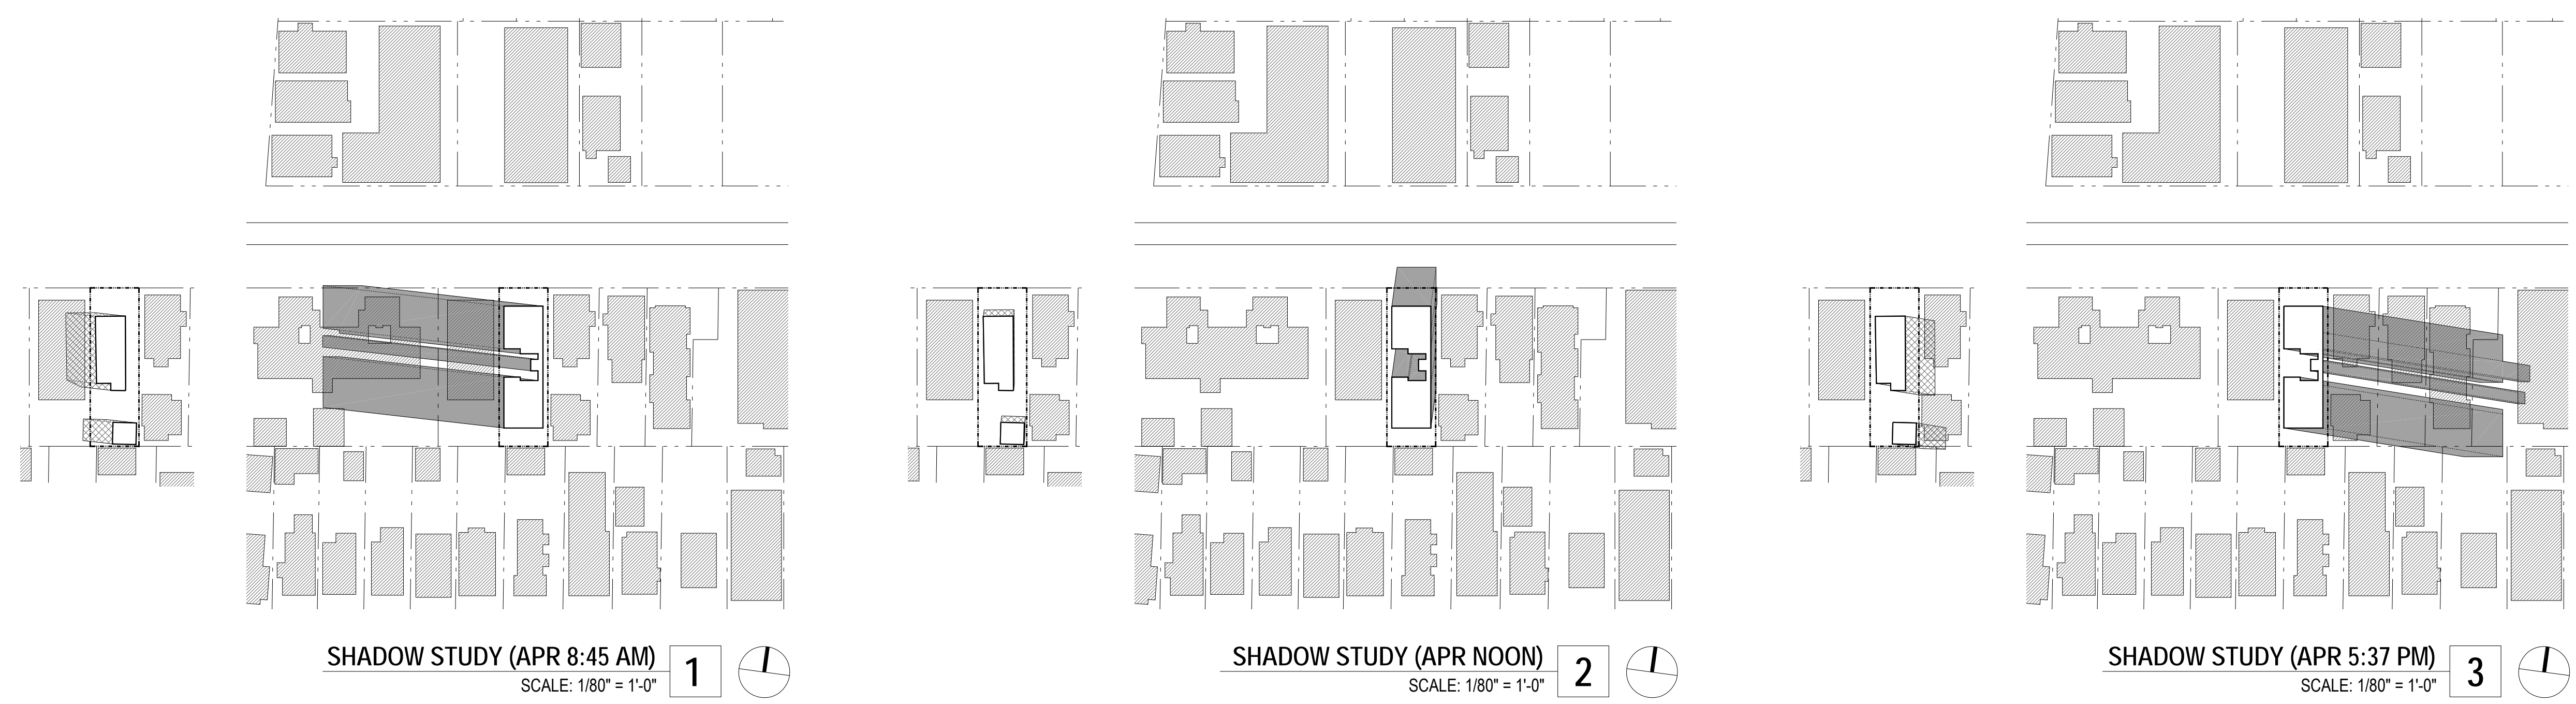 SHADOW STUDY (APR 8:45 AM)
SCALE: 1/80" = 1'-0"
1
SHADOW STUDY (APR NOON)
SCALE: 1/80" = 1'-0"
2
SHADOW STUDY (APR 5:37 PM)
SCALE: 1/80" = 1'-0"
3